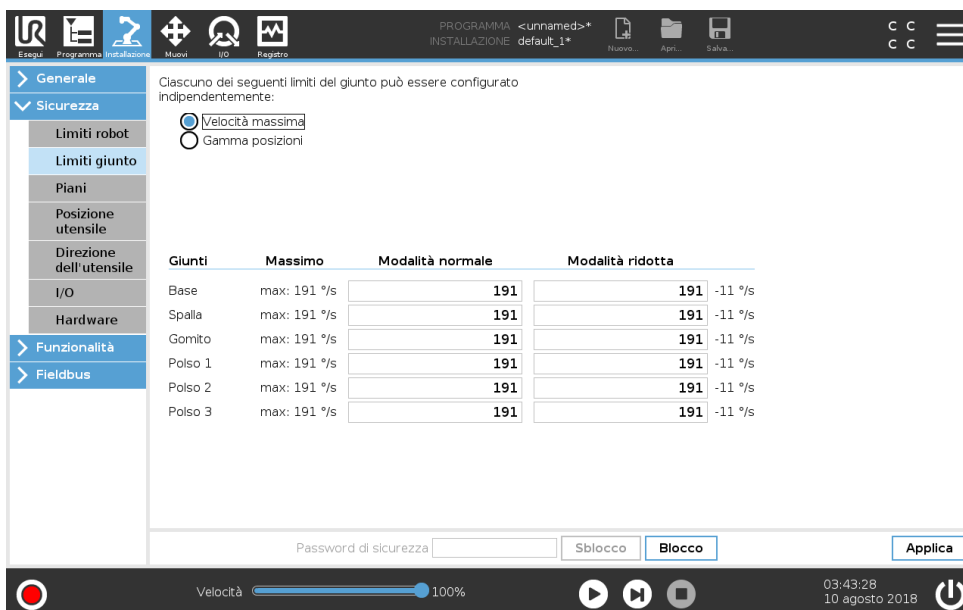 UR
PROGRAMMA <unnamed>*
INSTALLAZIONE default_1*
Esegui Programma Installazione Muovi I/O Registro
Nuovo... Apri... Salva...
C C
C C
Generale
Sicurezza
Limiti robot
Limiti giunto
Piani
Posizione
utensile
Direzione
dell'utensile
I/O
Hardware
Funzionalità
Fieldbus
Ciascuno dei seguenti limiti del giunto può essere configurato
indipendentemente:
Velocità massima
Gamma posizioni
Giunti Massimo Modalità normale Modalità ridotta
Base max: 191 °/s 191 191 -11 °/s
Spalla max: 191 °/s 191 191 -11 °/s
Gomito max: 191 °/s 191 191 -11 °/s
Polso 1 max: 191 °/s 191 191 -11 °/s
Polso 2 max: 191 °/s 191 191 -11 °/s
Polso 3 max: 191 °/s 191 191 -11 °/s
Password di sicurezza Sblocco Blocco Applica
Velocità 100%
03:43:28
10 agosto 2018